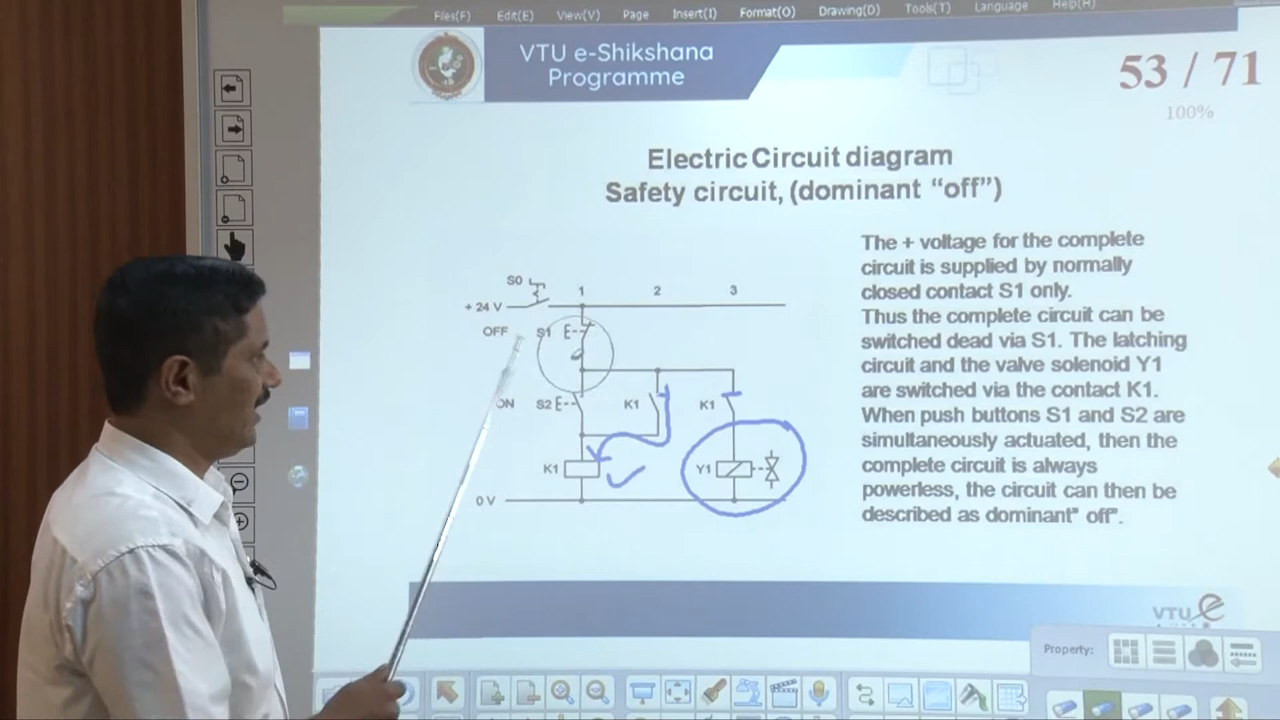 Files(F) Edit(E) View(V) Page Insert(I) Format(O) Drawing(D) Tools(T) Language Help(H)
VTU e-Shikshana
Programme
53 / 71
100%
Electric Circuit diagram
Safety circuit, (dominant “off”)
S0 1 2 3
+ 24 V
OFF S1
ON S2 K1 K1
K1 Y1
0 V
The + voltage for the complete
circuit is supplied by normally
closed contact S1 only.
Thus the complete circuit can be
switched dead via S1. The latching
circuit and the valve solenoid Y1
are switched via the contact K1.
When push buttons S1 and S2 are
simultaneously actuated, then the
complete circuit is always
powerless, the circuit can then be
described as dominant” off”.
VTU e
Property: